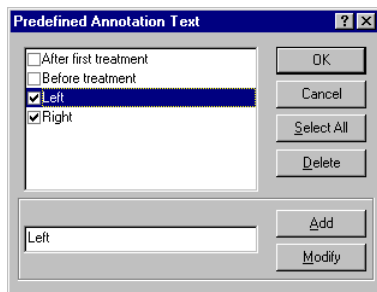 Predefined Annotation Text
After first treatment
Before treatment
Left
Right
OK
Cancel
Select All
Delete
Left
Add
Modify